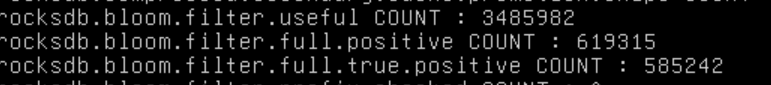 rocksdb.bloom.filter.useful COUNT : 3485982
rocksdb.bloom.filter.full.positive COUNT : 619315
rocksdb.bloom.filter.full.true.positive COUNT : 585242